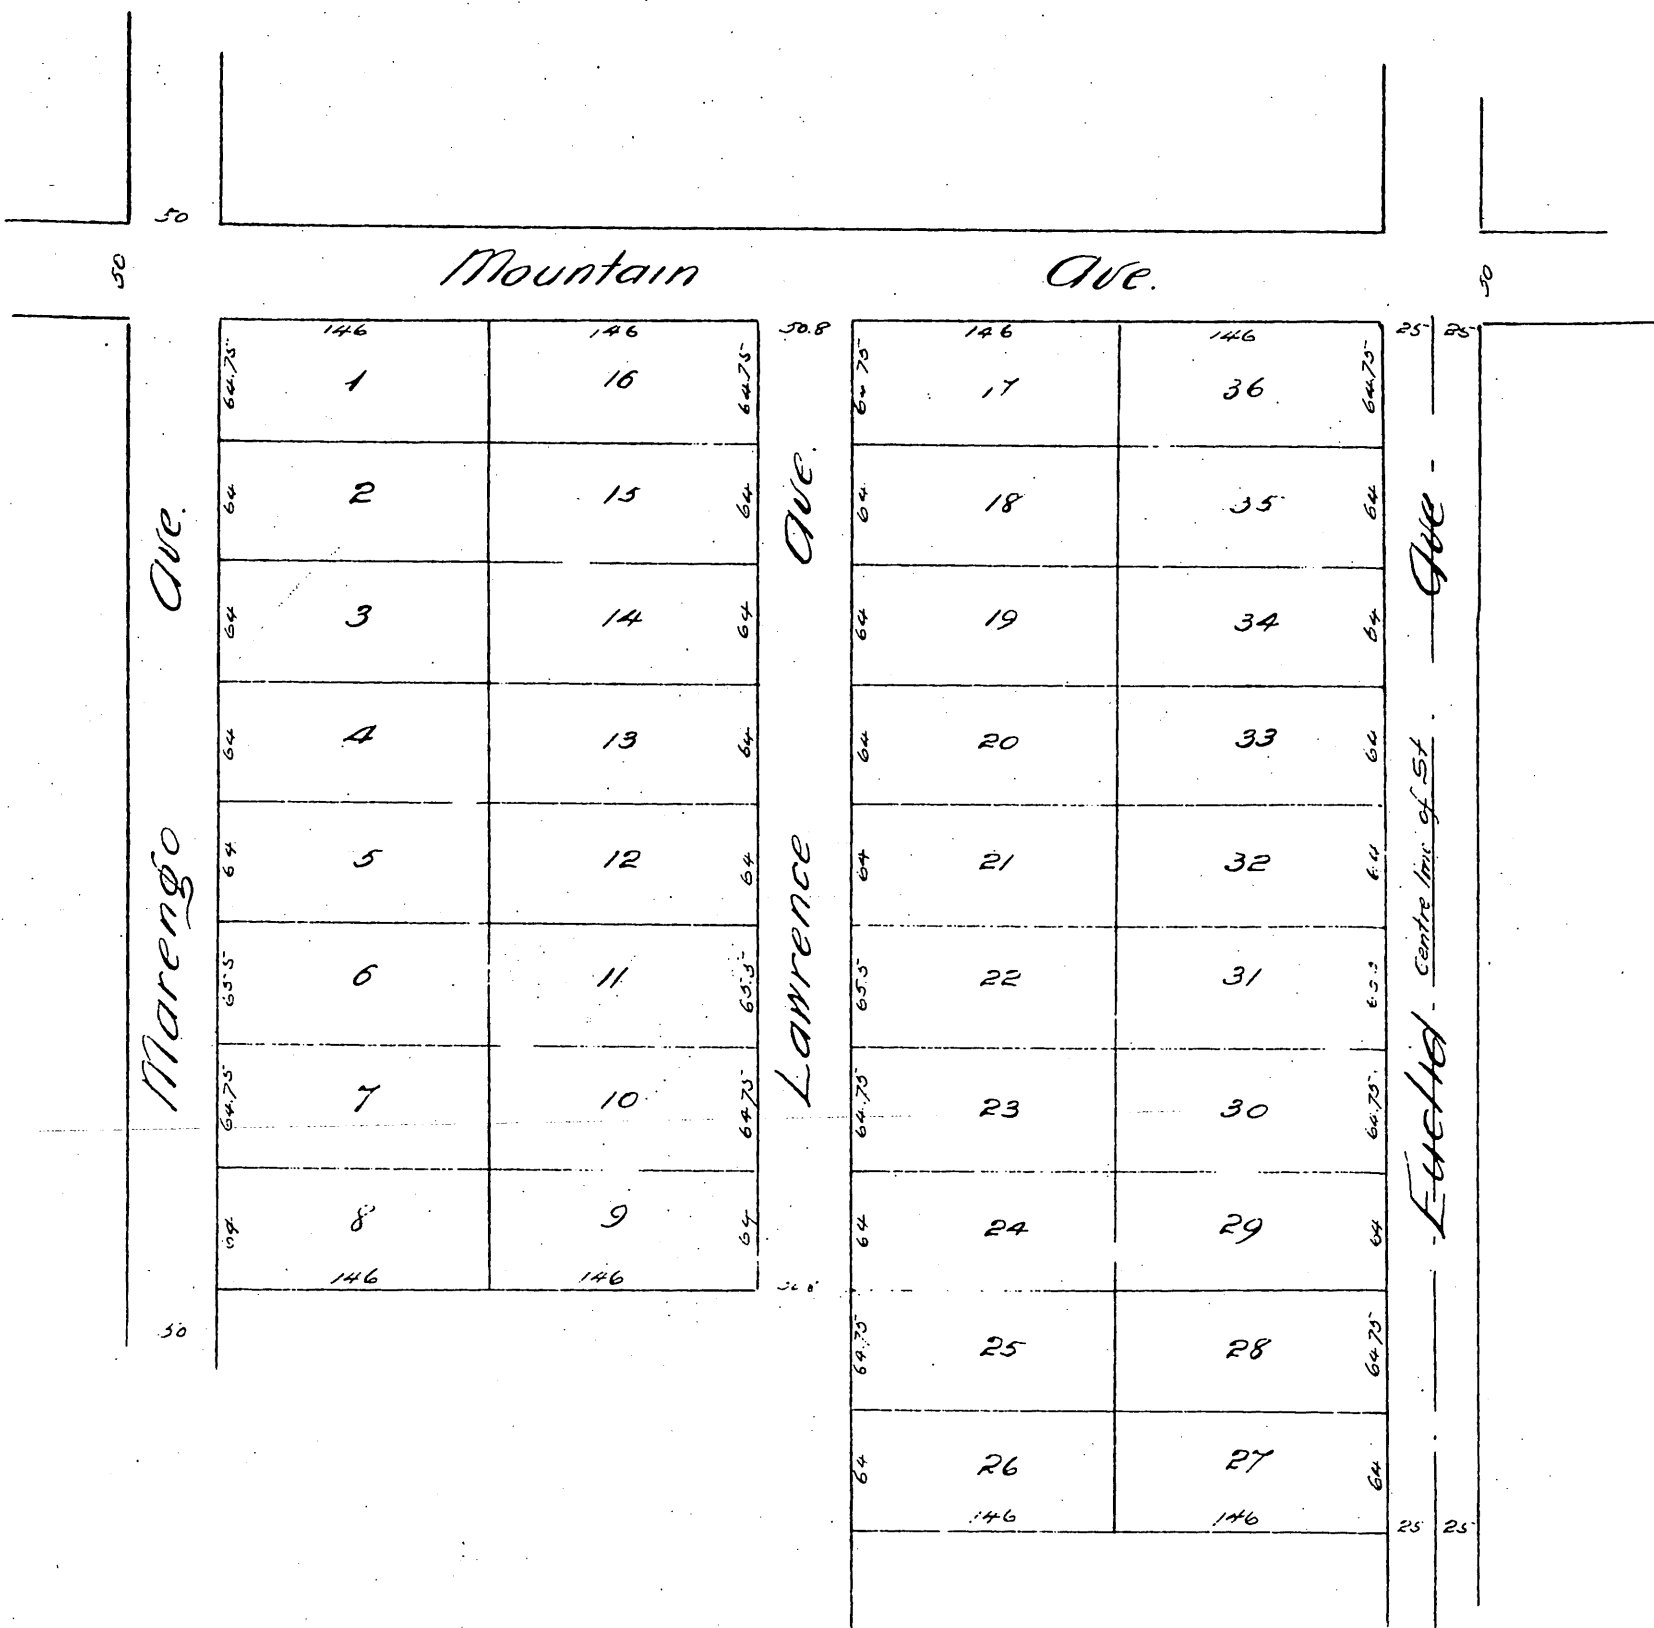 50
50
Mountain Ave.
50
146 146 50.8 146 146 25 25
64.75 1 16 64.75 64.75 17 36 64.75
64 2 15 64 64 18 35 64
64 3 14 64 64 19 34 64
64 4 13 64 64 20 33 64
64 5 12 64 64 21 32 64
65.5 6 11 65.5 65.5 22 31 65.5
64.75 7 10 64.75 64.75 23 30 64.75
64 8 9 64 64 24 29 64
146 146
50
64.75 25 28 64.75
64 26 27 64
146 146 25 25
Marengo Ave.
Lawrence Ave.
Euclid Ave
Centre line of St.